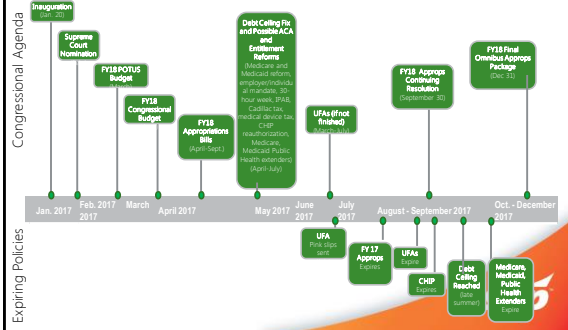 Congressional Agenda
Inauguration
(Jan. 20)
Supreme
Court
Nomination
FY18 POTUS
Budget
FY18
Congressional
Budget
FY18
Appropriations
Bills
(April-Sept)
Debt Ceiling Fix
and Possible ACA
and
Entitlement
Reforms
(Medicare and
Medicaid reform,
employer/individu
al mandate, 30-
hour week, IPAB,
Cadillac tax,
medical device tax,
CHIP
reauthorization,
Medicare,
Medicaid Public
Health extenders)
(April-July)
UFAs (if not
finished)
(March-July)
FY18 Approps
Continuing
Resolution
(September 30)
FY18 Final
Omnibus Approps
Package
(Dec 31)
Jan. 2017
Feb. 2017
2017
March
April 2017
May 2017
June
2017
July
2017
August - September 2017
Oct. - December
2017
Expiring Policies
UFA
Pink slips
sent
FY 17
Approps
Expires
UFAs
Expire
CHIP
Expires
Debt
Ceiling
Reached
(late
summer)
Medicare,
Medicaid,
Public
Health
Extenders
Expire